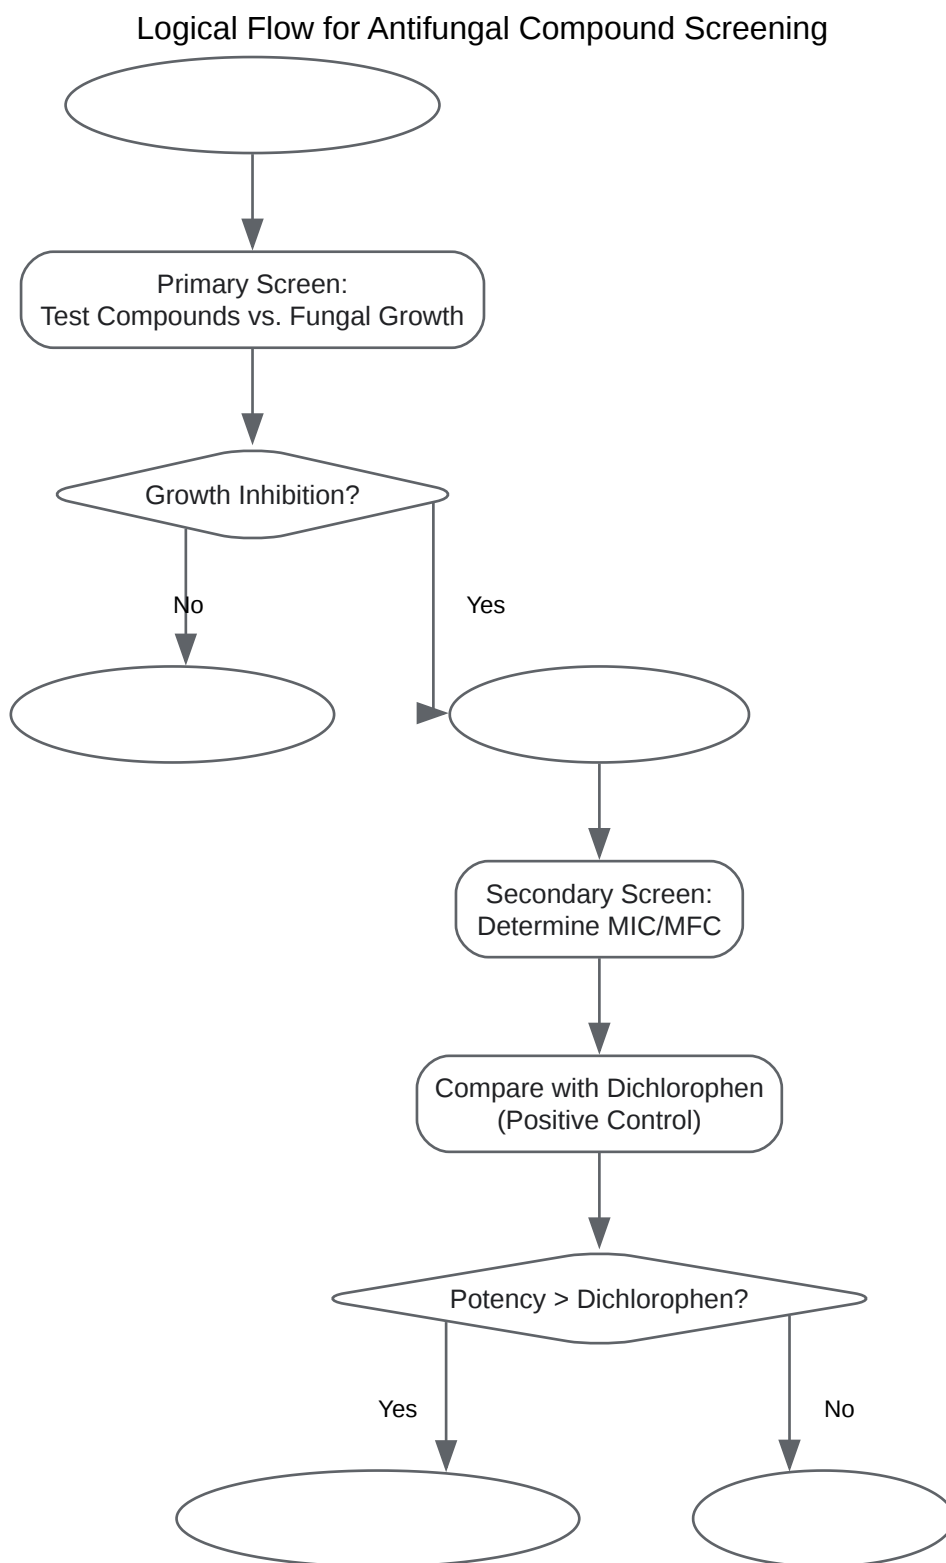 Logical Flow for Antifungal Compound Screening
Primary Screen:
Test Compounds vs. Fungal Growth
Growth Inhibition?
No
Yes
Secondary Screen:
Determine MIC/MFC
Compare with Dichlorophen
(Positive Control)
Potency > Dichlorophen?
Yes
No